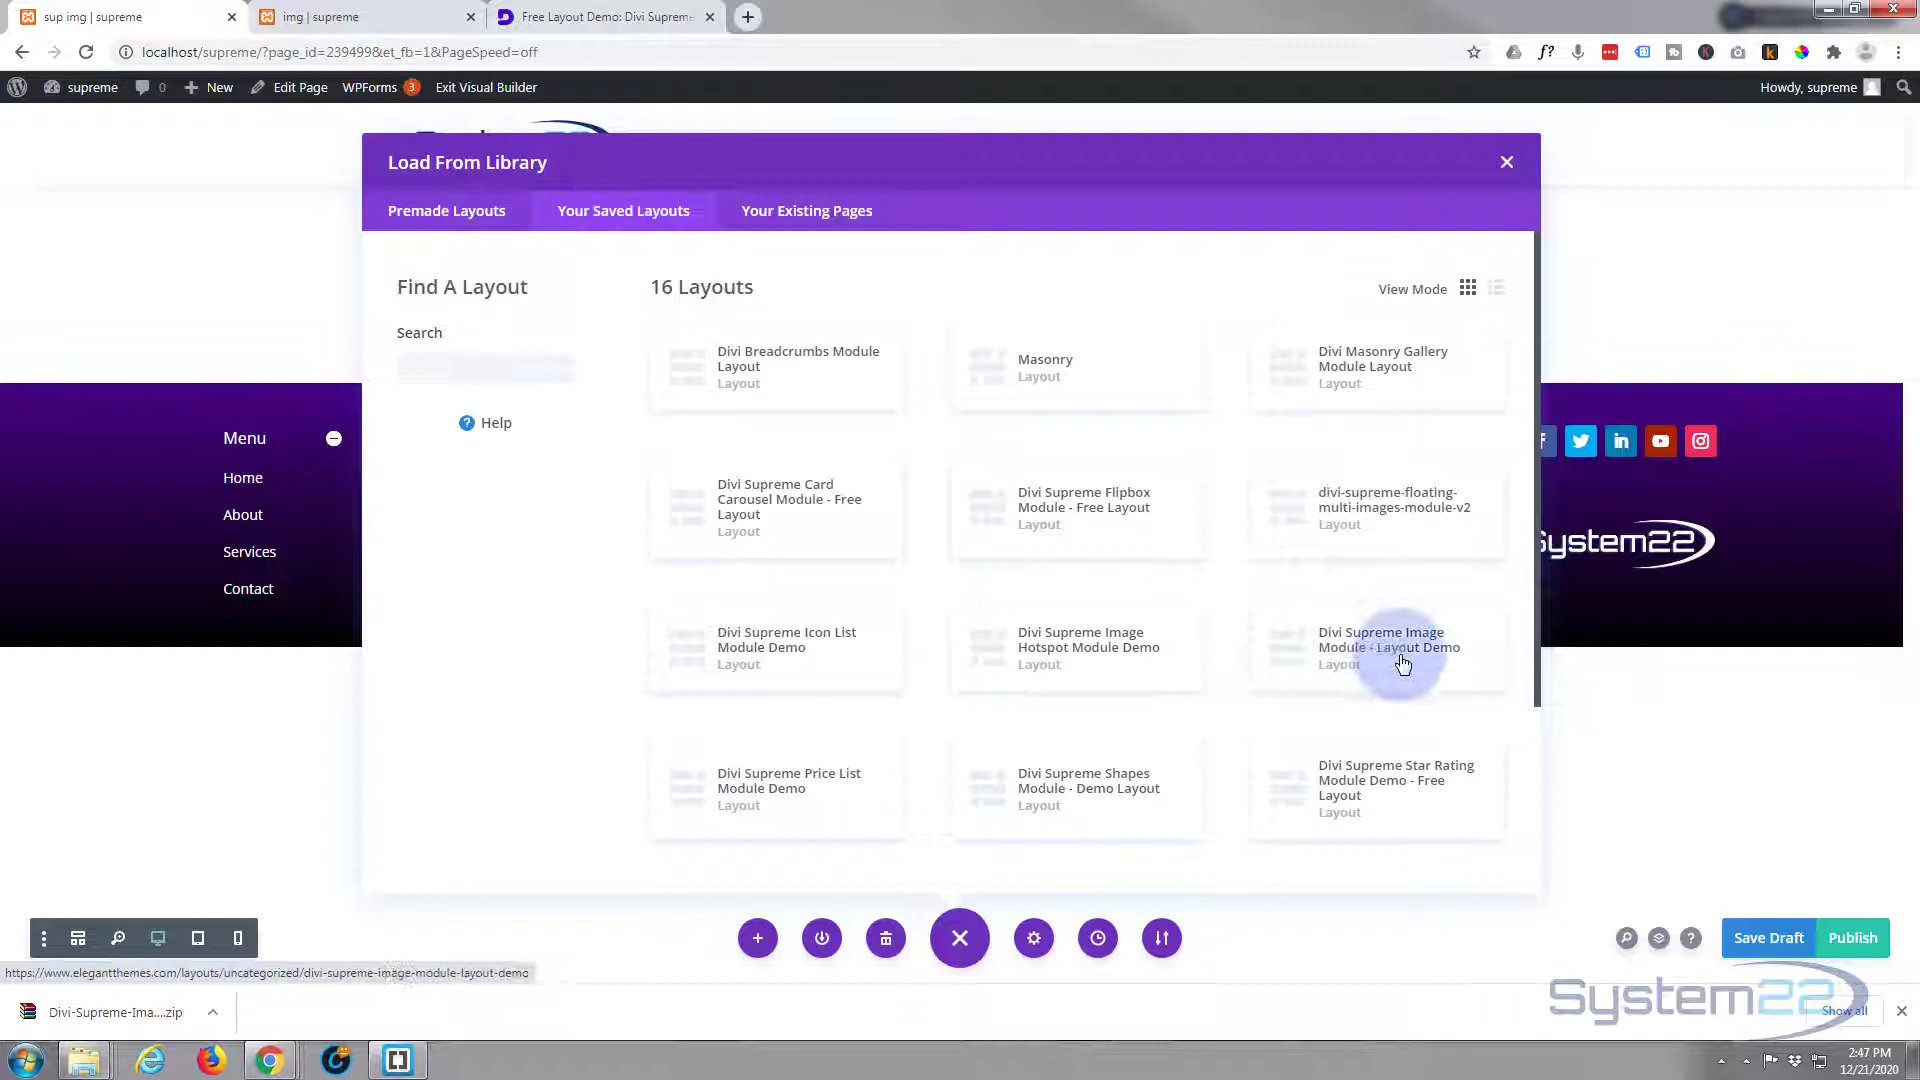 sup img | supreme
img | supreme
Free Layout Demo: Divi Suprem
localhost/supreme/?page_id=239499&et_fb=1&PageSpeed=off
supreme
0
New
Edit Page
WPForms 3
Exit Visual Builder
Howdy, supreme
Load From Library
Premade Layouts
Your Saved Layouts
Your Existing Pages
Find A Layout
16 Layouts
View Mode
Search
Help
Divi Breadcrumbs Module
Layout
Layout
Masonry
Layout
Divi Masonry Gallery
Module Layout
Layout
Divi Supreme Card
Carousel Module - Free
Layout
Layout
Divi Supreme Flipbox
Module - Free Layout
Layout
divi-supreme-floating-
multi-images-module-v2
Layout
Divi Supreme Icon List
Module Demo
Layout
Divi Supreme Image
Hotspot Module Demo
Layout
Divi Supreme Image
Module - Layout Demo
Layout
Divi Supreme Price List
Module Demo
Layout
Divi Supreme Shapes
Module - Demo Layout
Layout
Divi Supreme Star Rating
Module Demo - Free
Layout
Layout
Menu
Home
About
Services
Contact
System22
Save Draft
Publish
https://www.elegantthemes.com/layouts/uncategorized/divi-supreme-image-module-layout-demo
Divi-Supreme-Ima....zip
System22
Show all
2:47 PM
12/21/2020